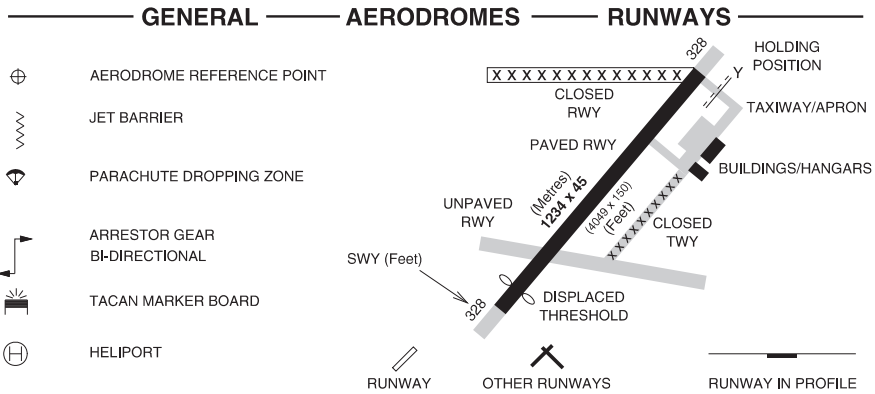 GENERAL AERODROMES RUNWAYS
AERODROME REFERENCE POINT
JET BARRIER
PARACHUTE DROPPING ZONE
ARRESTOR GEAR
BI-DIRECTIONAL
TACAN MARKER BOARD
H
HELIPORT
328
HOLDING
POSITION
Y
X X X X X X X X X X X X X
CLOSED
RWY
TAXIWAY/APRON
PAVED RWY
BUILDINGS/HANGARS
(Metres)
1234 x 45
(4049 x 150)
(Feet)
UNPAVED
RWY
X X X X X X X X X X
CLOSED
TWY
SWY (Feet)
328
DISPLACED
THRESHOLD
RUNWAY
OTHER RUNWAYS
RUNWAY IN PROFILE